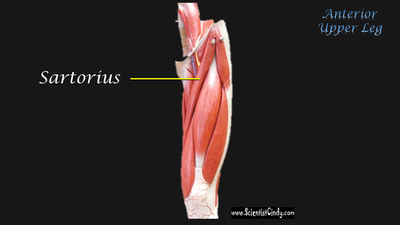 Anterior
Upper Leg
Sartorius
www.ScientistCindy.com